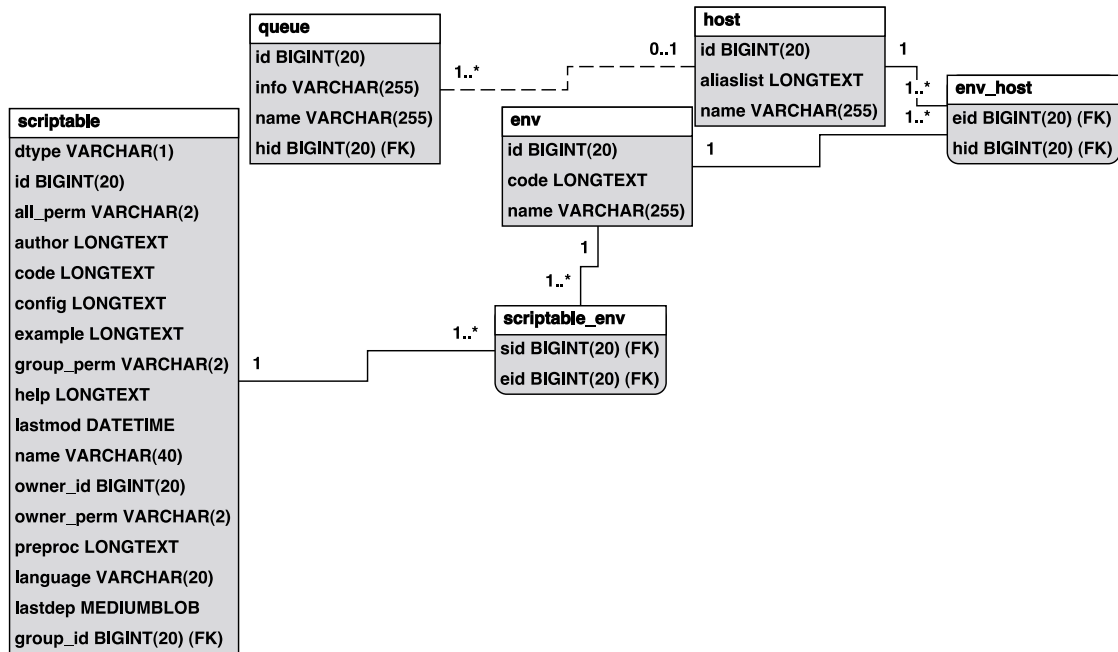 queue
id BIGINT(20)
info VARCHAR(255)
name VARCHAR(255)
hid BIGINT(20) (FK)
1..*
0..1
host
id BIGINT(20)
aliaslist LONGTEXT
name VARCHAR(255)
1
1..*
env_host
eid BIGINT(20) (FK)
hid BIGINT(20) (FK)
1..*
1
env
id BIGINT(20)
code LONGTEXT
name VARCHAR(255)
1
1..*
scriptable_env
sid BIGINT(20) (FK)
eid BIGINT(20) (FK)
1..*
1
scriptable
dtype VARCHAR(1)
id BIGINT(20)
all_perm VARCHAR(2)
author LONGTEXT
code LONGTEXT
config LONGTEXT
example LONGTEXT
group_perm VARCHAR(2)
help LONGTEXT
lastmod DATETIME
name VARCHAR(40)
owner_id BIGINT(20)
owner_perm VARCHAR(2)
preproc LONGTEXT
language VARCHAR(20)
lastdep MEDIUMBLOB
group_id BIGINT(20) (FK)